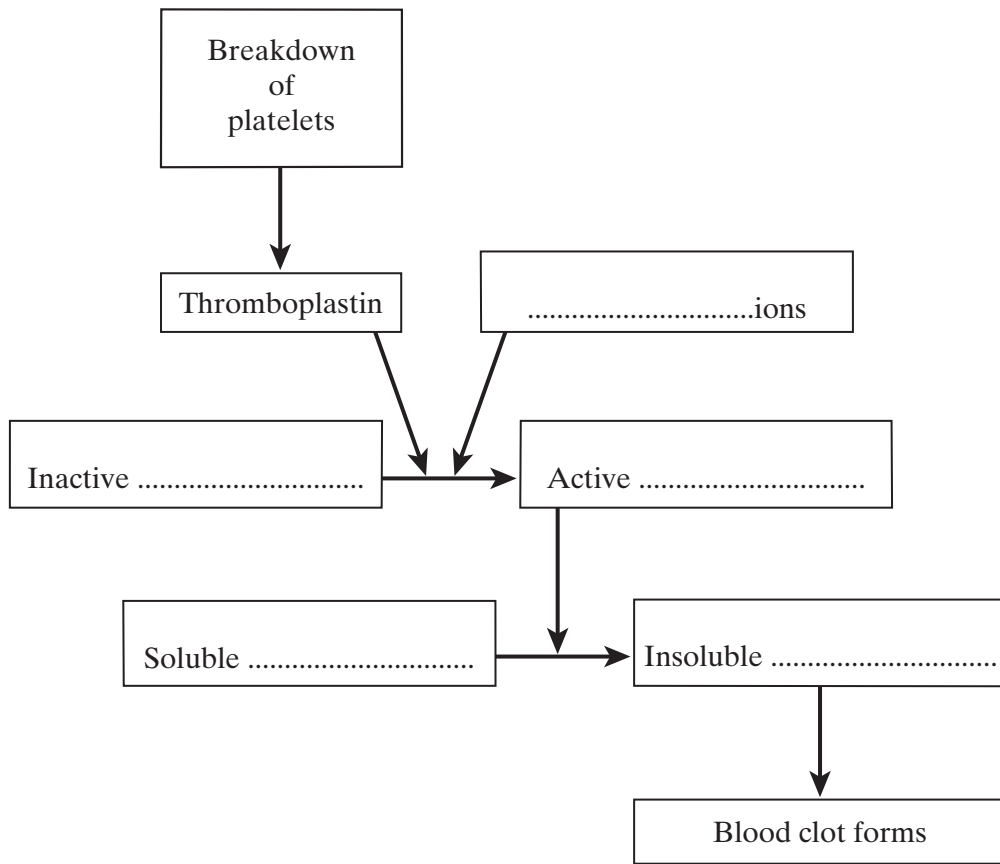 Breakdown
of
platelets
Thromboplastin
...............................ions
Inactive ...............................
Active ...............................
Soluble ...............................
Insoluble ...............................
Blood clot forms